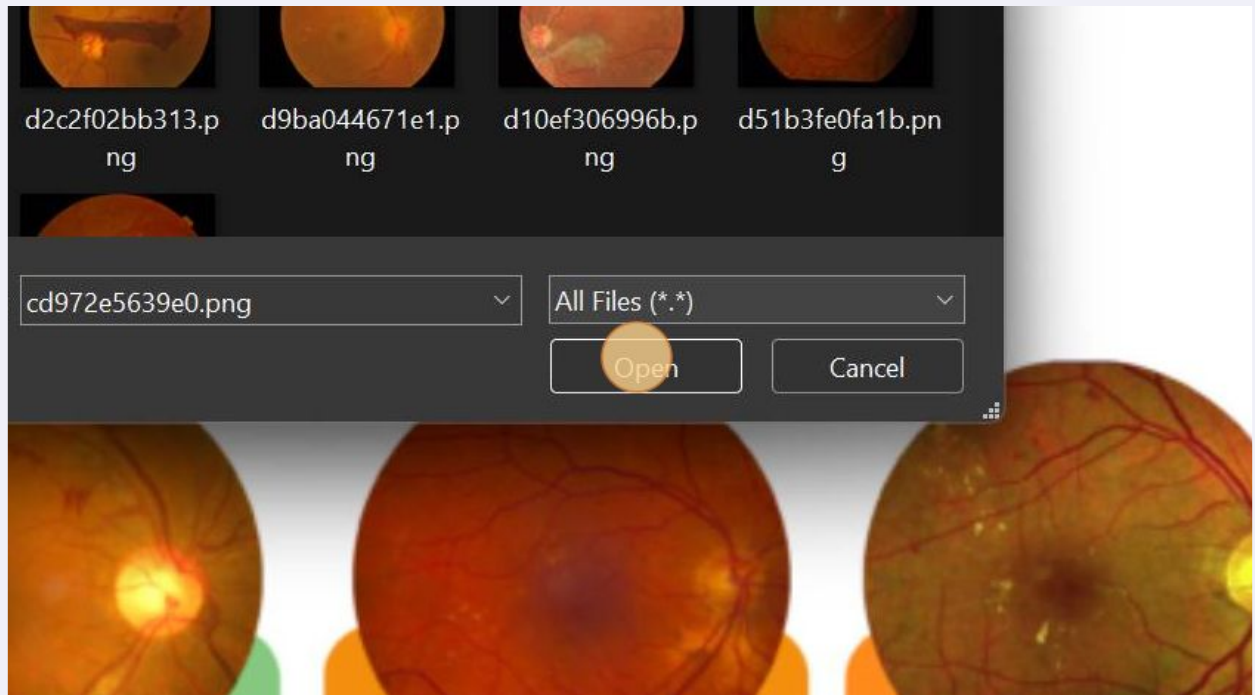 d2c2f02bb313.p
ng
d9ba044671e1.p
ng
d10ef306996b.p
ng
d51b3fe0fa1b.pn
g
cd972e5639e0.png
All Files (*.*)
Open
Cancel